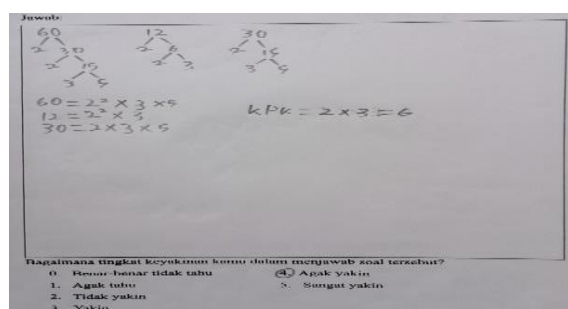 Jawab:
60 12 30
2 30 2 6 2 15
2 15 2 3 3 5
3 5
60 = 2² × 3 × 5
12 = 2² × 3
30 = 2 × 3 × 5
KPK = 2 × 3 = 6
Bagaimana tingkat keyakinan kamu dalam menjawab soal tersebut?
0. Benar-benar tidak tahu
1. Agak tahu
2. Tidak yakin
3. Yakin
4. Agak yakin
5. Sangat yakin